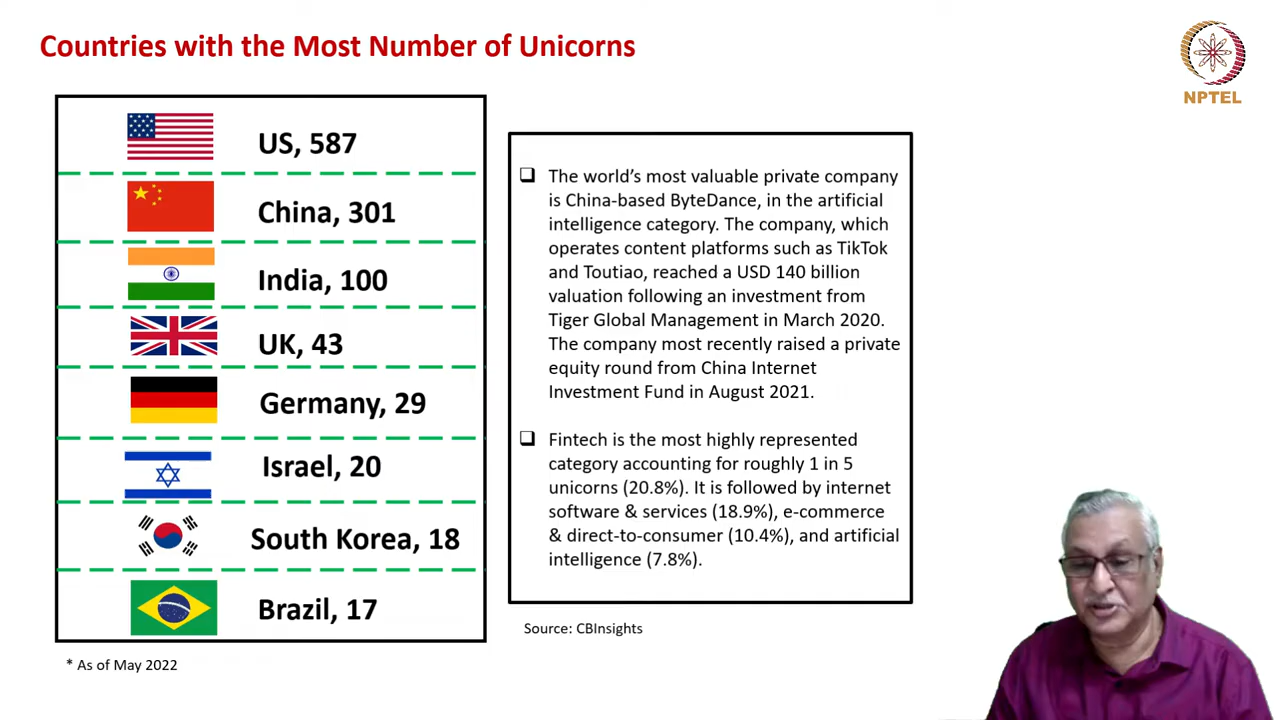 Countries with the Most Number of Unicorns
NPTEL
US, 587
China, 301
India, 100
UK, 43
Germany, 29
Israel, 20
South Korea, 18
Brazil, 17
* As of May 2022
The world’s most valuable private company
is China-based ByteDance, in the artificial
intelligence category. The company, which
operates content platforms such as TikTok
and Toutiao, reached a USD 140 billion
valuation following an investment from
Tiger Global Management in March 2020.
The company most recently raised a private
equity round from China Internet
Investment Fund in August 2021.
Fintech is the most highly represented
category accounting for roughly 1 in 5
unicorns (20.8%). It is followed by internet
software & services (18.9%), e-commerce
& direct-to-consumer (10.4%), and artificial
intelligence (7.8%).
Source: CBInsights